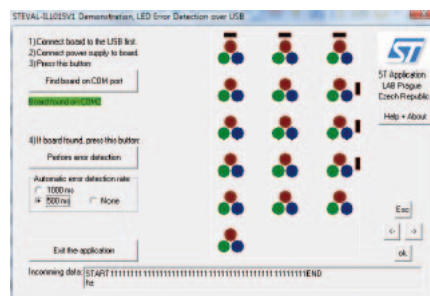 STEVAL-ILL015V1 Demonstration, LED Error Detection over USB
1)Connect board to the USB first.
2)Connect power supply to board.
3)Press this button:
Find board on COM port
Board found on COM2
4)If board found, press this button:
Perform error detection
Automatic error detection rate
1000 ms
500 ms
None
Exit the application
ST Application
LAB Prague
Czech Republic
Help + About
Esc
<-
->
ok
Incomming data: